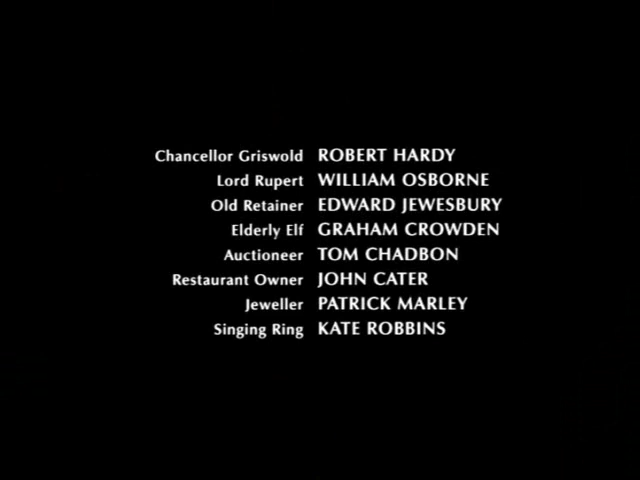 Chancellor Griswold ROBERT HARDY
Lord Rupert WILLIAM OSBORNE
Old Retainer EDWARD JEWESBURY
Elderly Elf GRAHAM CROWDEN
Auctioneer TOM CHADBON
Restaurant Owner JOHN CATER
Jeweller PATRICK MARLEY
Singing Ring KATE ROBBINS